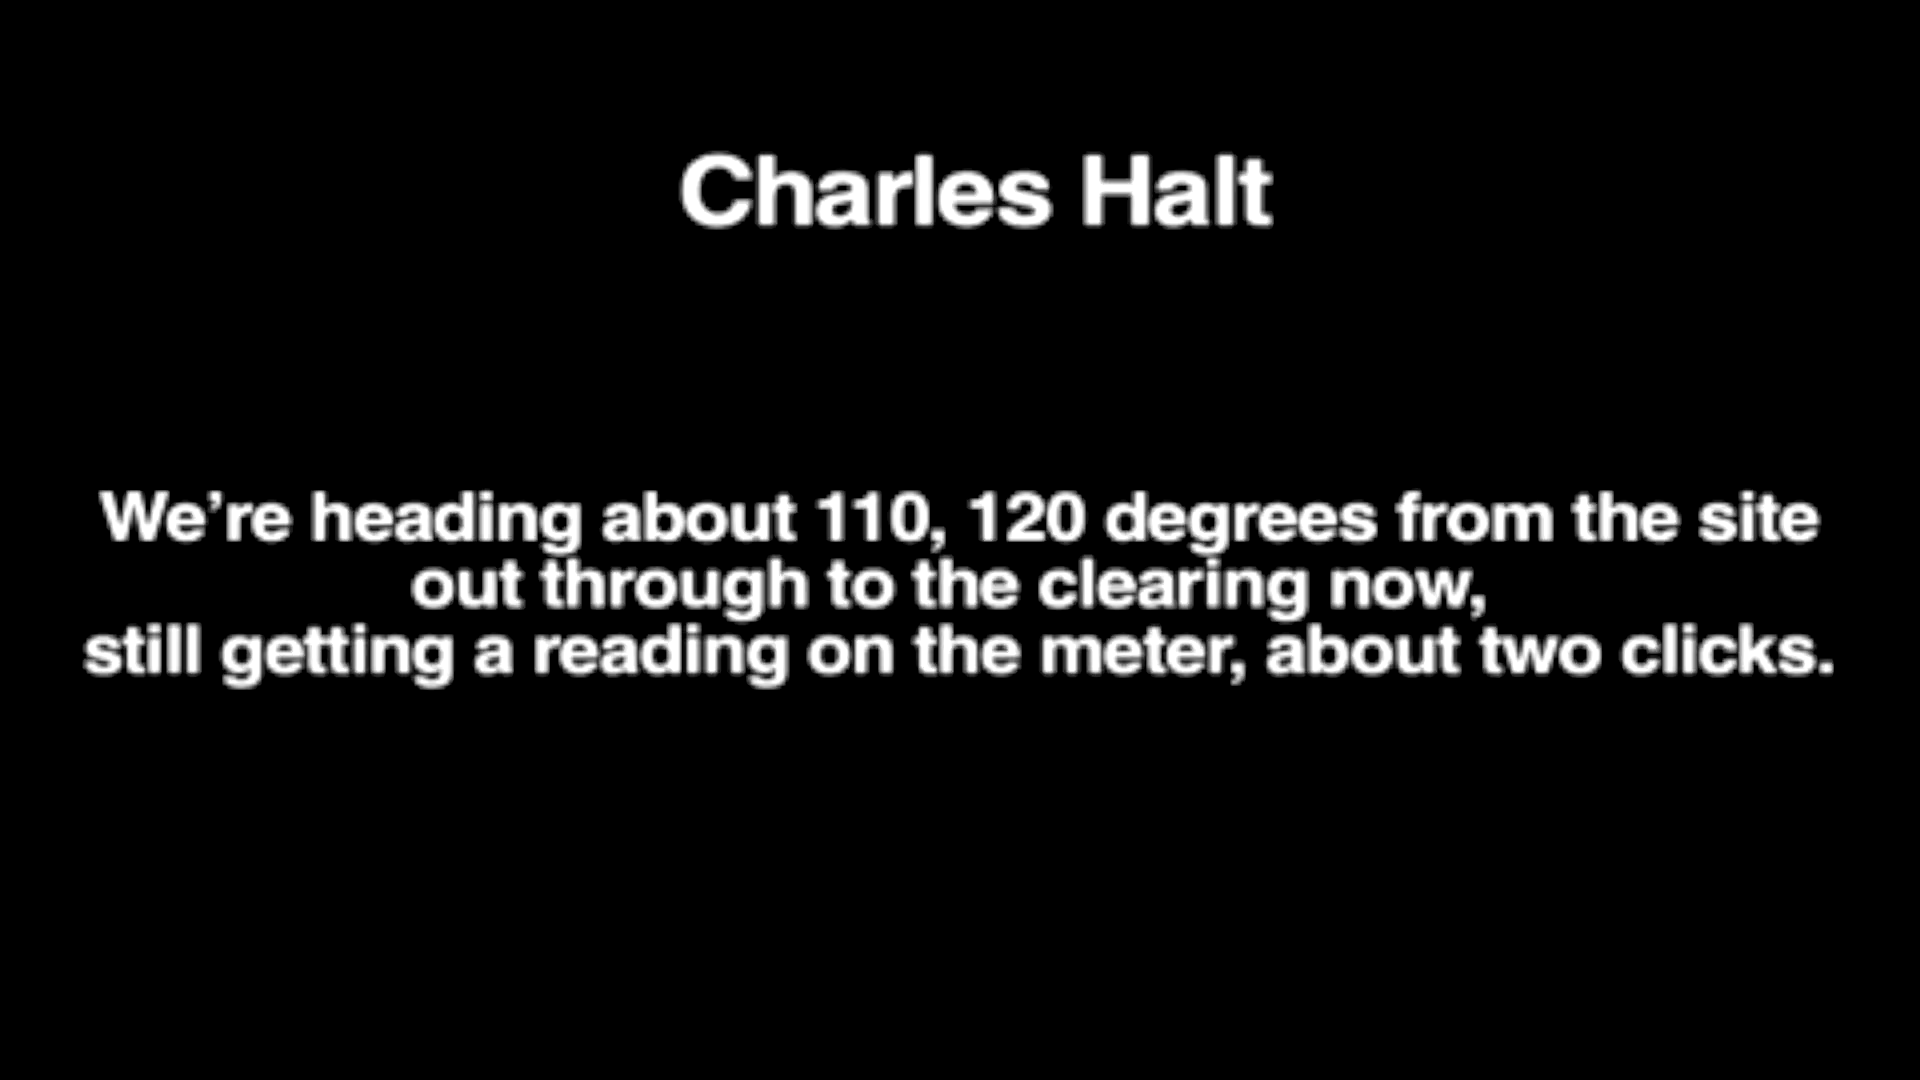 Charles Halt
We’re heading about 110, 120 degrees from the site
out through to the clearing now,
still getting a reading on the meter, about two clicks.